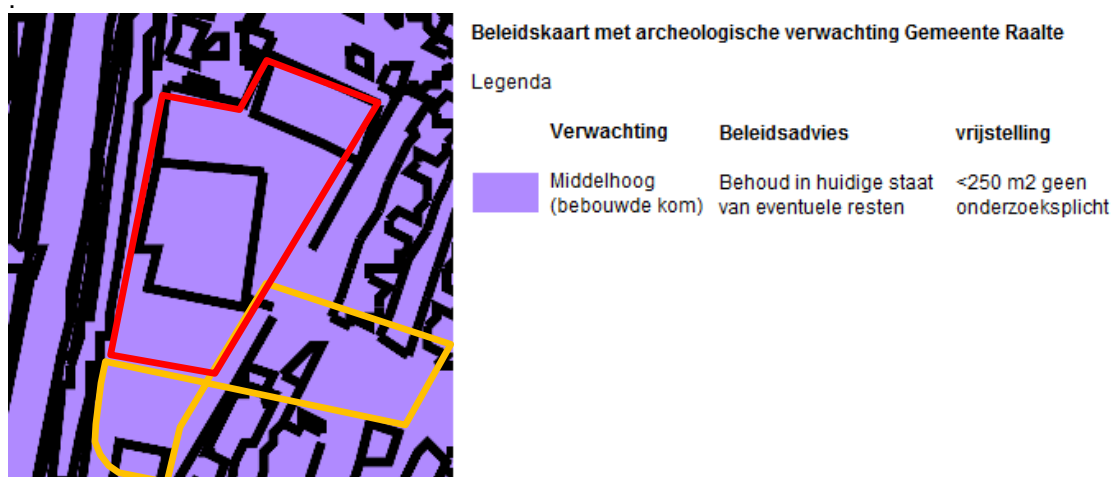 .
Beleidskaart met archeologische verwachting Gemeente Raalte
Legenda
Verwachting Beleidsadvies vrijstelling
Middelhoog Behoud in huidige staat <250 m2 geen
(bebouwde kom) van eventuele resten onderzoeksplicht